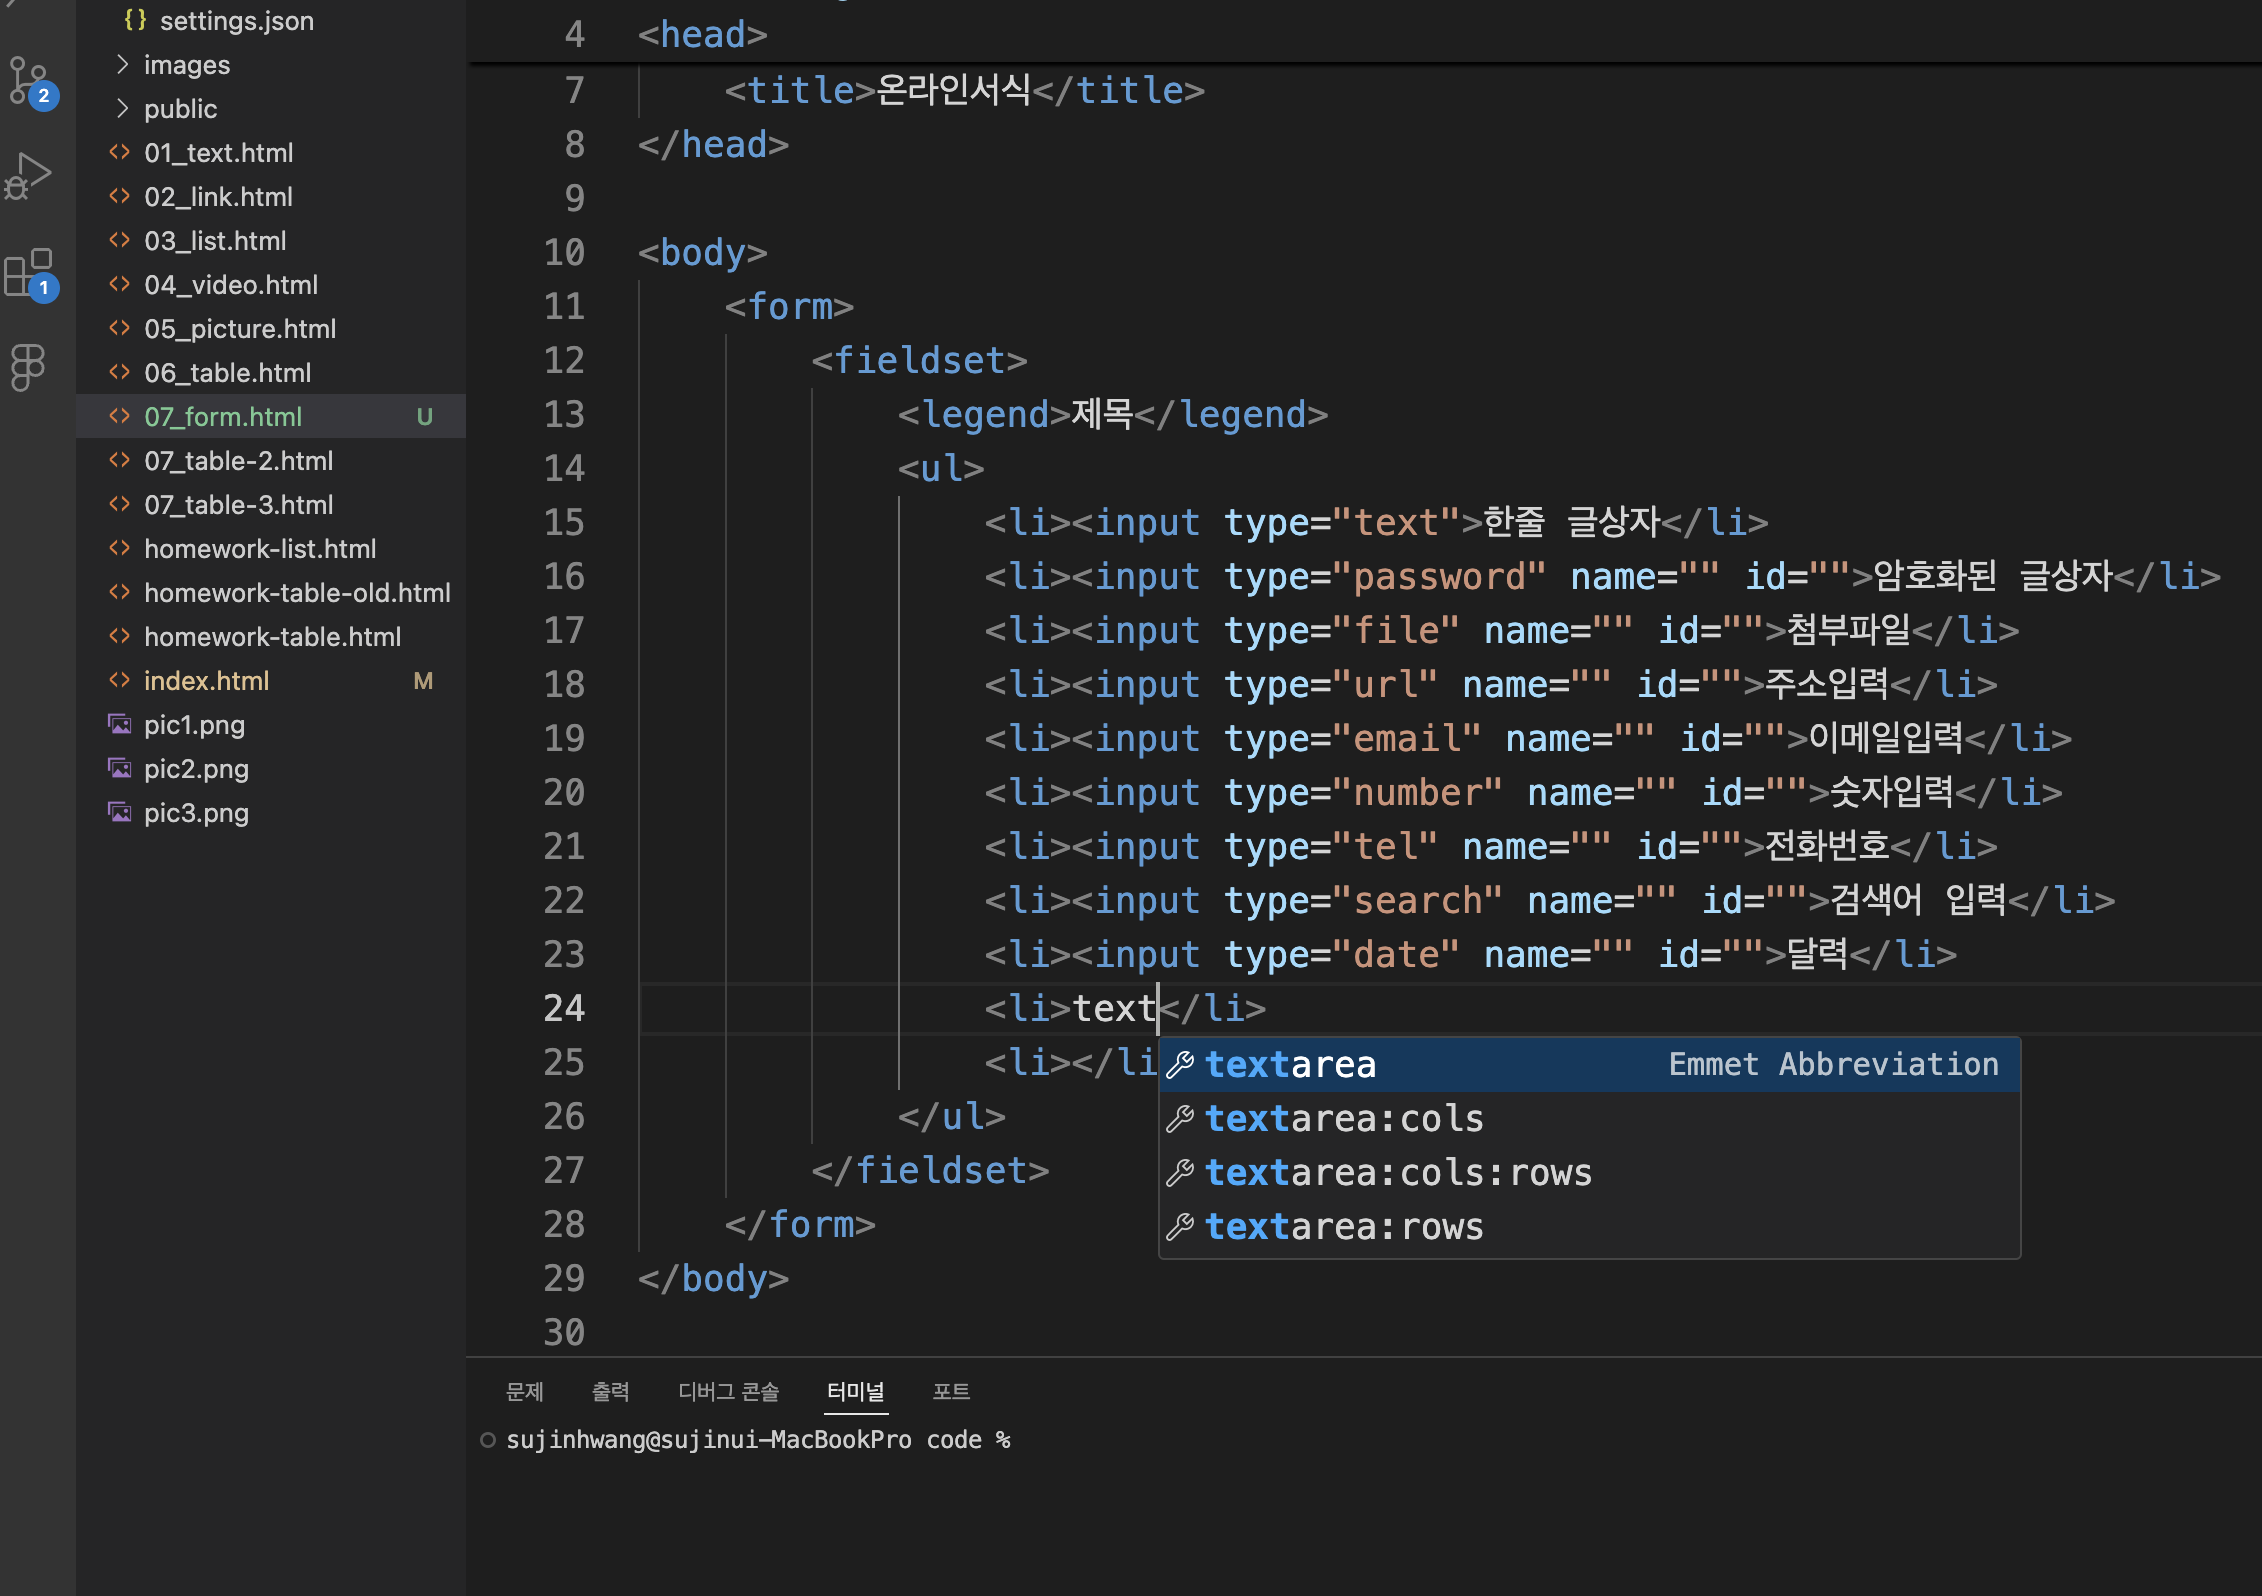 {} settings.json
images
public
01_text.html
02_link.html
03_list.html
04_video.html
05_picture.html
06_table.html
07_form.html U
07_table-2.html
07_table-3.html
homework-list.html
homework-table-old.html
homework-table.html
index.html M
pic1.png
pic2.png
pic3.png
2
1
4 <head>
7 <title>온라인서식</title>
8 </head>
9
10 <body>
11 <form>
12 <fieldset>
13 <legend>제목</legend>
14 <ul>
15 <li><input type="text">한줄 글상자</li>
16 <li><input type="password" name="" id="">암호화된 글상자</li>
17 <li><input type="file" name="" id="">첨부파일</li>
18 <li><input type="url" name="" id="">주소입력</li>
19 <li><input type="email" name="" id="">이메일입력</li>
20 <li><input type="number" name="" id="">숫자입력</li>
21 <li><input type="tel" name="" id="">전화번호</li>
22 <li><input type="search" name="" id="">검색어 입력</li>
23 <li><input type="date" name="" id="">달력</li>
24 <li>text</li>
25 <li></li
textarea Emmet Abbreviation
textarea:cols
textarea:cols:rows
textarea:rows
26 </ul>
27 </fieldset>
28 </form>
29 </body>
30
문제 출력 디버그 콘솔 터미널 포트
sujinhwang@sujinui-MacBookPro code %